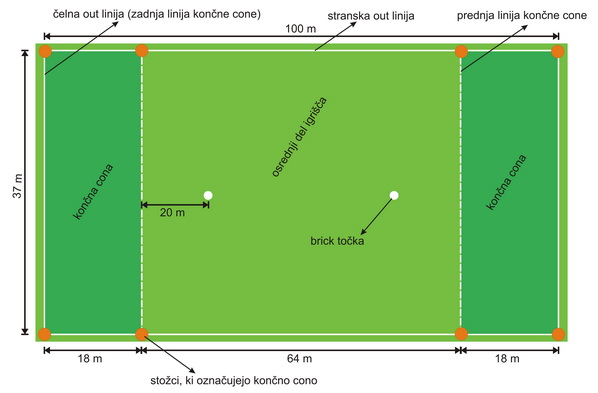 čelna out linija (zadnja linija končne cone)
stranska out linija
prednja linija končne cone
100 m
37 m
končna cona
osrednji del igrišča
končna cona
20 m
brick točka
18 m
64 m
18 m
stožci, ki označujejo končno cono